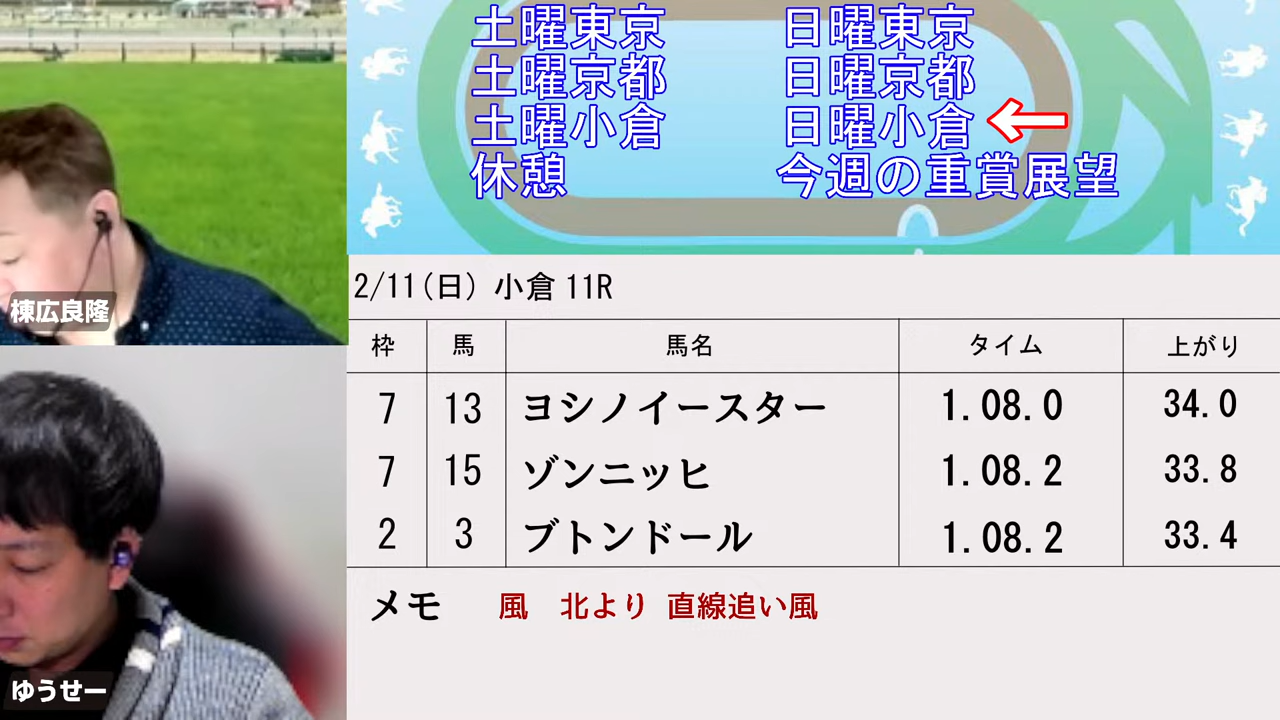 土曜東京 日曜東京
土曜京都 日曜京都
土曜小倉 日曜小倉
休憩 今週の重賞展望
2/11(日) 小倉 11R
枠 馬 馬名 タイム 上がり
7 13 ヨシノイースター 1.08.0 34.0
7 15 ゾンニッヒ 1.08.2 33.8
2 3 ブトンドール 1.08.2 33.4
メモ 風 北より 直線追い風
棟広良隆
ゆうせー